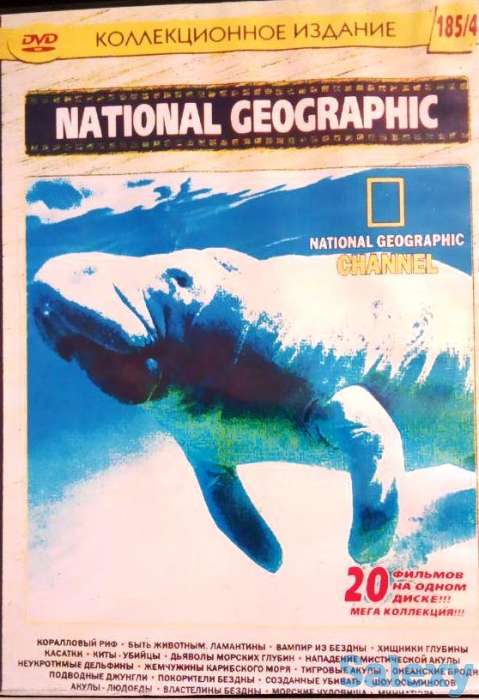 DVD КОЛЛЕКЦИОННОЕ ИЗДАНИЕ 185/4
NATIONAL GEOGRAPHIC
NATIONAL GEOGRAPHIC
CHANNEL
20 ФИЛЬМОВ
НА ОДНОМ
ДИСКЕ!!!
МЕГА КОЛЛЕКЦИЯ!!!
КОРАЛЛОВЫЙ РИФ • БЫТЬ ЖИВОТНЫМ. ЛАМАНТИНЫ • ВАМПИР ИЗ БЕЗДНЫ • ХИЩНИКИ ГЛУБИНЫ
КАСАТКИ • КИТЫ-УБИЙЦЫ • ДЬЯВОЛЫ МОРСКИХ ГЛУБИН • НАПАДЕНИЕ МИСТИЧЕСКОЙ АКУЛЫ
НЕУКРОТИМЫЕ ДЕЛЬФИНЫ • ЖЕМЧУЖИНЫ КАРИБСКОГО МОРЯ • ТИГРОВЫЕ АКУЛЫ • ОКЕАНСКИЕ
ПОДВОДНЫЕ ДЖУНГЛИ • ПОКОРИТЕЛИ БЕЗДНЫ • СОЗДАННЫЕ УБИВАТЬ • ШОУ ОСЬМИНОГОВ
АКУЛЫ-ЛЮДОЕДЫ • ВЛАСТЕЛИНЫ БЕЗДНЫ • МОРСКИЕ ЧУДОВИЩА